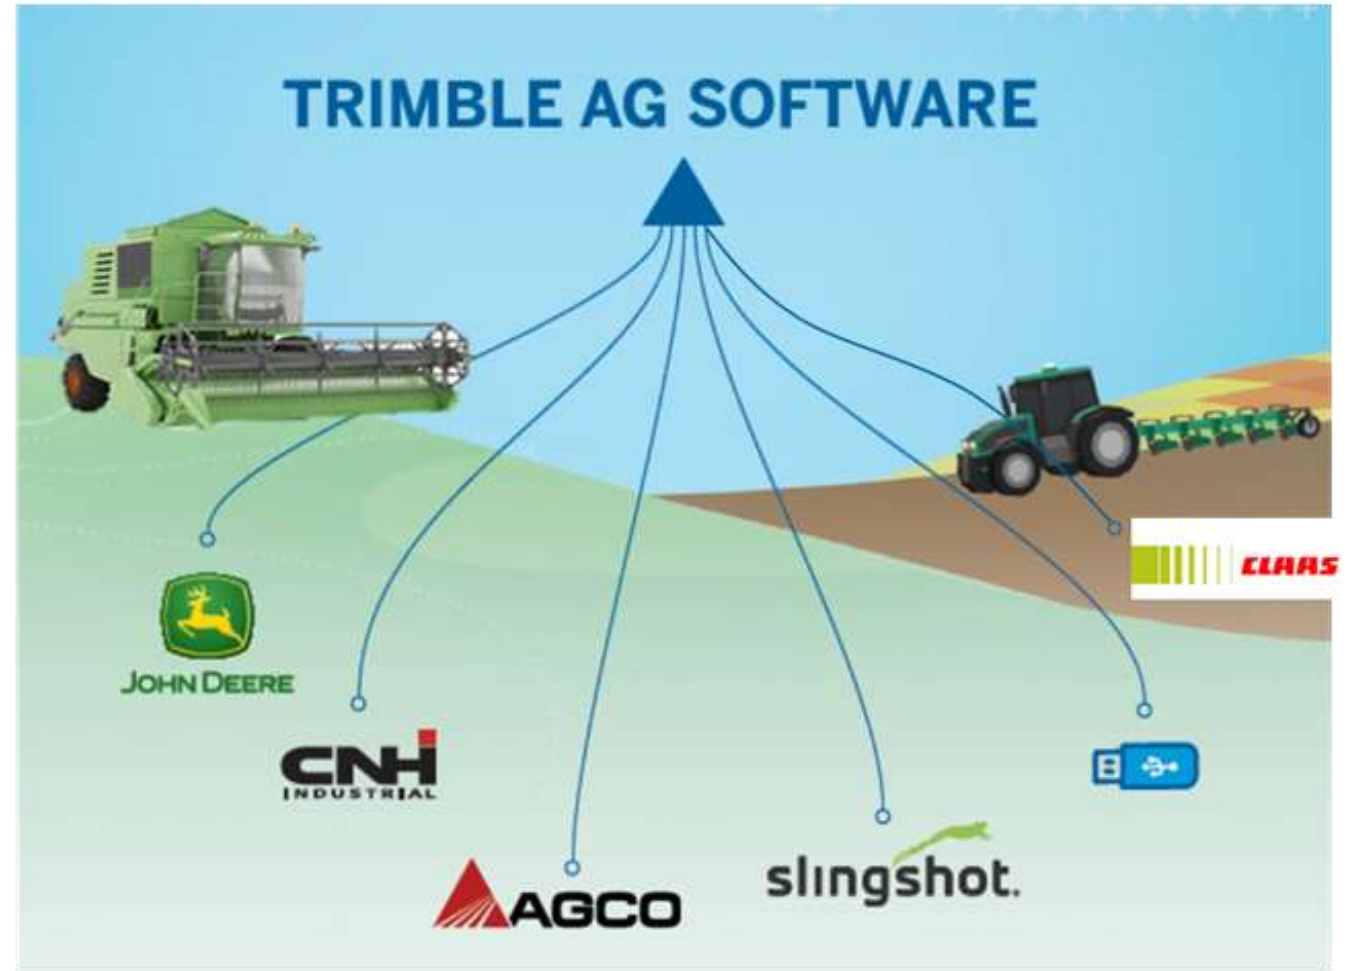 TRIMBLE AG SOFTWARE
CLAAS
JOHN DEERE
CNH
INDUSTRIAL
AGCO
slingshot.